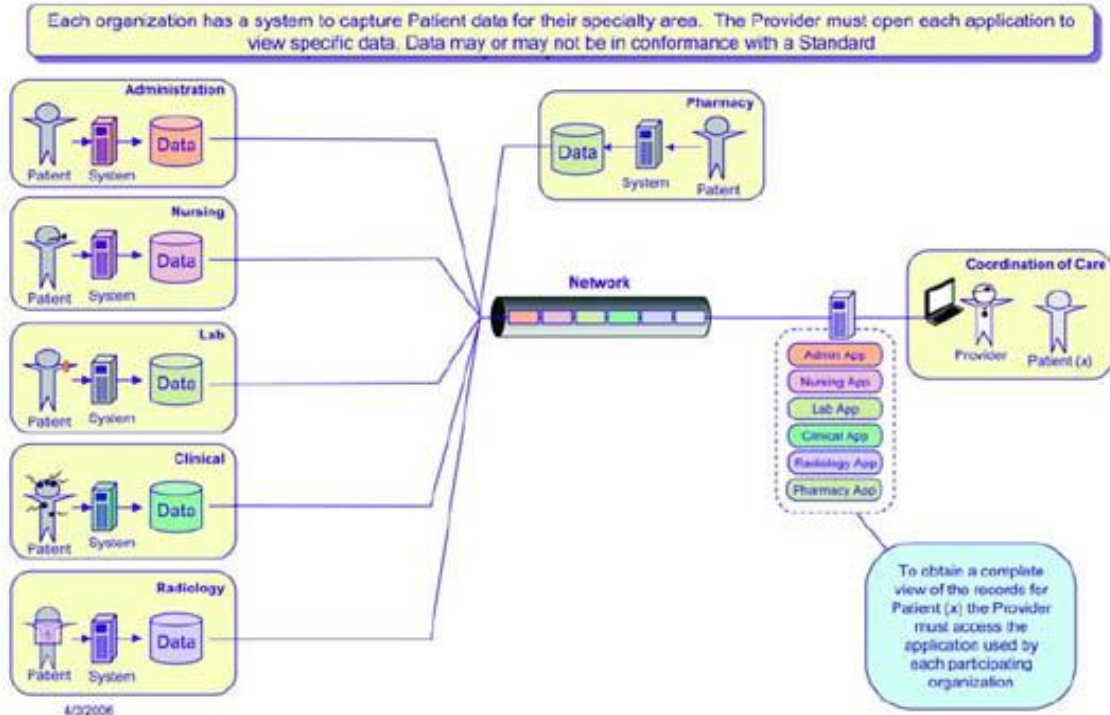 Each organization has a system to capture Patient data for their specialty area. The Provider must open each application to
view specific data. Data may or may not be in conformance with a Standard
Administration
Data
Patient System
Pharmacy
Data
System
Patient
Nursing
Data
Patient System
Network
Coordination of Care
Provider
Patient (x)
Lab
Data
Patient System
Admin App
Nursing App
Lab App
Clinical App
Radiology App
Pharmacy App
Clinical
Data
Patient System
Radiology
Data
Patient System
To obtain a complete
view of the records for
Patient (x) the Provider
must access the
application used by
each participating
organization
4/3/2006